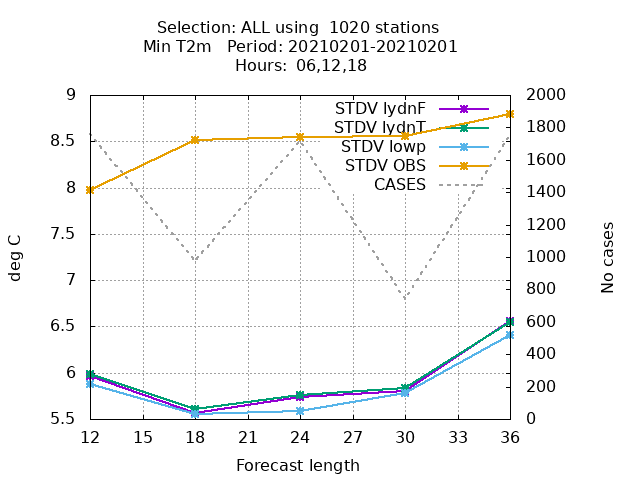 Selection: ALL using  1020 stations
Min T2m   Period: 20210201-20210201
Hours:  06,12,18
9
8.5
8
7.5
7
6.5
6
5.5
deg C
2000
1800
1600
1400
1200
1000
800
600
400
200
0
No cases
STDV lydnF
STDV lydnT
STDV lowp
STDV OBS
CASES
12 15 18 21 24 27 30 33 36
Forecast length